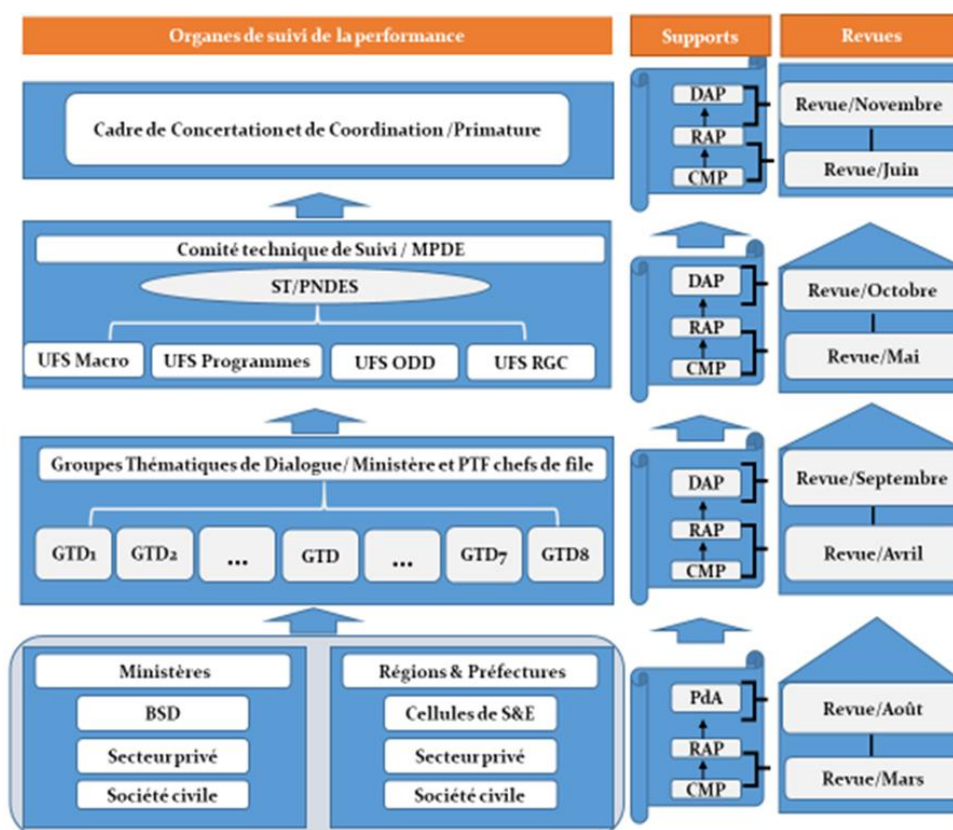 Organes de suivi de la performance
Supports
Revues
Cadre de Concertation et de Coordination /Primature
DAP
RAP
CMP
Revue/Novembre
Revue/Juin
Comité technique de Suivi / MPDE
ST/PNDES
UFS Macro
UFS Programmes
UFS ODD
UFS RGC
DAP
RAP
CMP
Revue/Octobre
Revue/Mai
Groupes Thématiques de Dialogue/ Ministère et PTF chefs de file
GTD1
GTD2
...
GTD
...
GTD7
GTD8
DAP
RAP
CMP
Revue/Septembre
Revue/Avril
Ministères
BSD
Secteur privé
Société civile
Régions & Préfectures
Cellules de S&E
Secteur privé
Société civile
PdA
RAP
CMP
Revue/Août
Revue/Mars